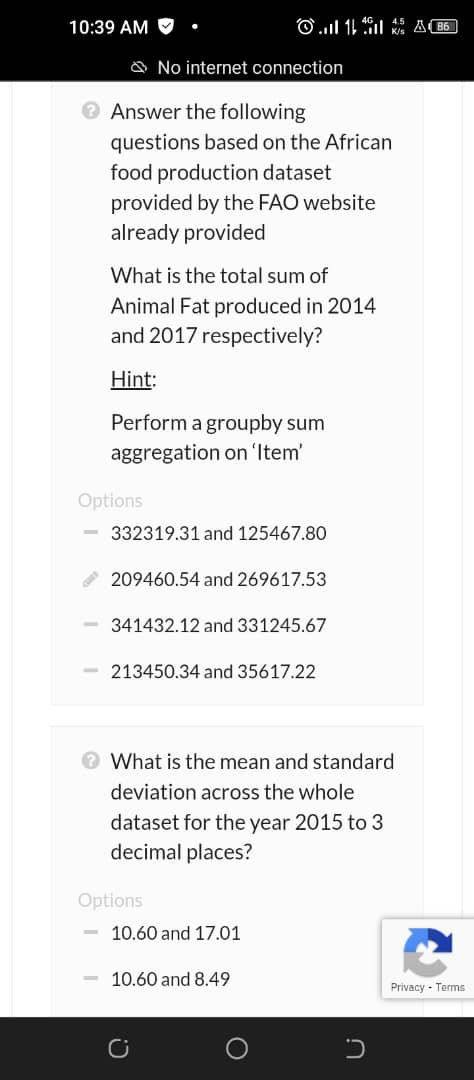 10:39 AM
4G 4.5 K/s 86
No internet connection
Answer the following
questions based on the African
food production dataset
provided by the FAO website
already provided
What is the total sum of
Animal Fat produced in 2014
and 2017 respectively?
Hint:
Perform a groupby sum
aggregation on ‘Item’
Options
332319.31 and 125467.80
209460.54 and 269617.53
341432.12 and 331245.67
213450.34 and 35617.22
What is the mean and standard
deviation across the whole
dataset for the year 2015 to 3
decimal places?
Options
10.60 and 17.01
10.60 and 8.49
Privacy - Terms